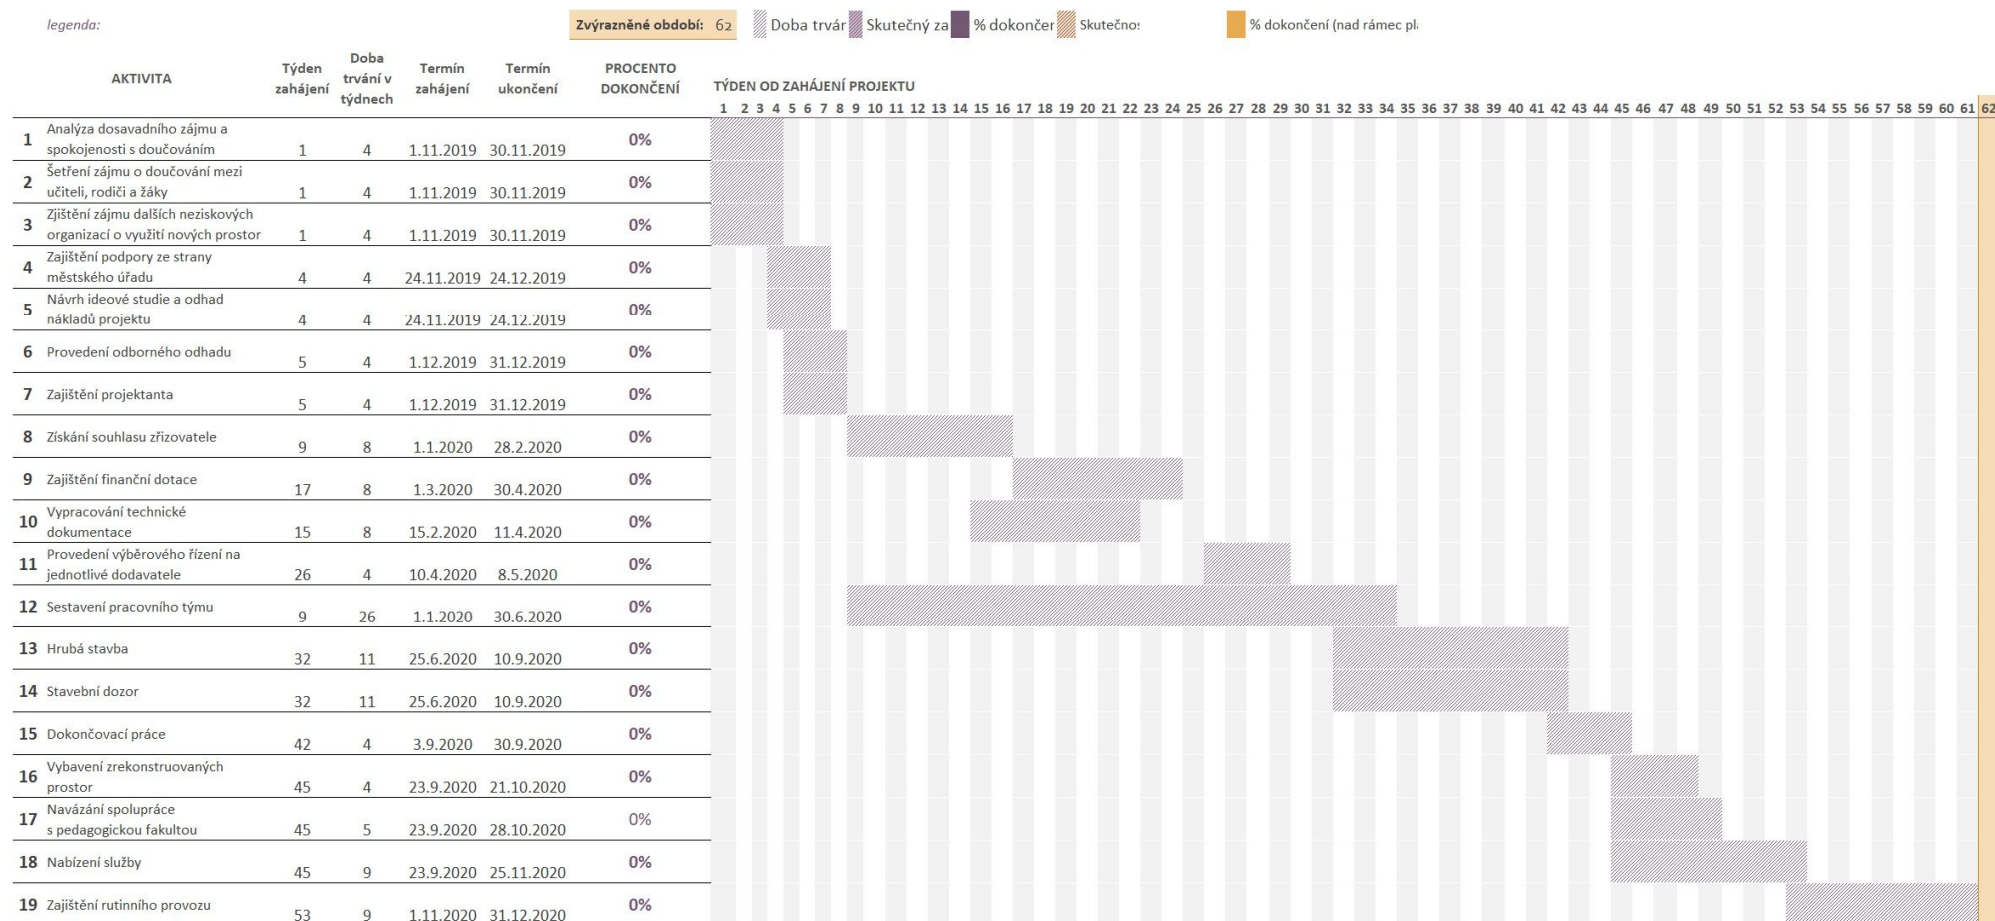 legenda:
Zvýrazněné období: 62 Doba trvár Skutečný za % dokončer Skutečno: % dokončení (nad rámec pla
AKTIVITA
Týden zahájení
Doba trvání v týdnech
Termín zahájení
Termín ukončení
PROCENTO DOKONČENÍ
TÝDEN OD ZAHÁJENÍ PROJEKTU
1 2 3 4 5 6 7 8 9 10 11 12 13 14 15 16 17 18 19 20 21 22 23 24 25 26 27 28 29 30 31 32 33 34 35 36 37 38 39 40 41 42 43 44 45 46 47 48 49 50 51 52 53 54 55 56 57 58 59 60 61 62
1 Analýza dosavadního zájmu a
spokojenosti s doučováním 1 4 1.11.2019 30.11.2019 0%
2 Šetření zájmu o doučování mezi
učiteli, rodiči a žáky 1 4 1.11.2019 30.11.2019 0%
3 Zjištění zájmu dalších neziskových
organizací o využití nových prostor 1 4 1.11.2019 30.11.2019 0%
4 Zajištění podpory ze strany
městského úřadu 4 4 24.11.2019 24.12.2019 0%
5 Návrh ideové studie a odhad
nákladů projektu 4 4 24.11.2019 24.12.2019 0%
6 Provedení odborného odhadu 5 4 1.12.2019 31.12.2019 0%
7 Zajištění projektanta 5 4 1.12.2019 31.12.2019 0%
8 Získání souhlasu zřizovatele 9 8 1.1.2020 28.2.2020 0%
9 Zajištění finanční dotace 17 8 1.3.2020 30.4.2020 0%
10 Vypracování technické
dokumentace 15 8 15.2.2020 11.4.2020 0%
11 Provedení výběrového řízení na
jednotlivé dodavatele 26 4 10.4.2020 8.5.2020 0%
12 Sestavení pracovního týmu 9 26 1.1.2020 30.6.2020 0%
13 Hrubá stavba 32 11 25.6.2020 10.9.2020 0%
14 Stavební dozor 32 11 25.6.2020 10.9.2020 0%
15 Dokončovací práce 42 4 3.9.2020 30.9.2020 0%
16 Vybavení zrekonstruovaných
prostor 45 4 23.9.2020 21.10.2020 0%
17 Navázání spolupráce
s pedagogickou fakultou 45 5 23.9.2020 28.10.2020 0%
18 Nabízení služby 45 9 23.9.2020 25.11.2020 0%
19 Zajištění rutinního provozu 53 9 1.11.2020 31.12.2020 0%